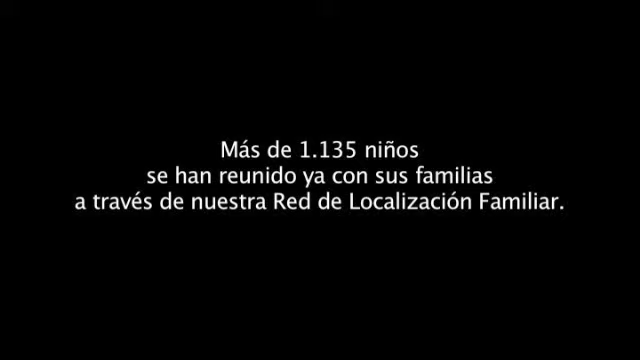 Más de 1.135 niños
se han reunido ya con sus familias
a través de nuestra Red de Localización Familiar.